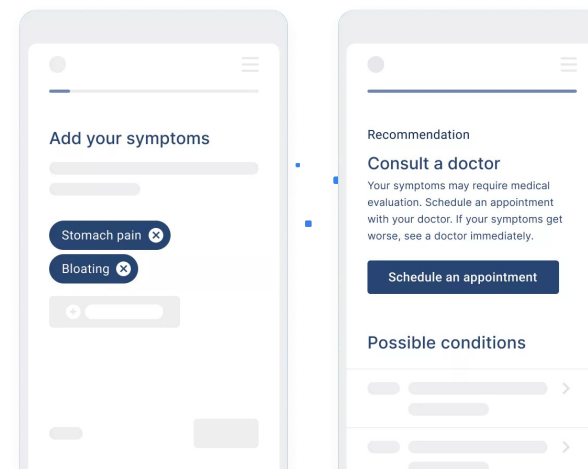 Add your symptoms
Stomach pain
Bloating
Recommendation
Consult a doctor
Your symptoms may require medical
evaluation. Schedule an appointment
with your doctor. If your symptoms get
worse, see a doctor immediately.
Schedule an appointment
Possible conditions